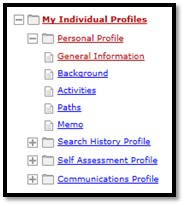 My Individual Profiles
Personal Profile
General Information
Background
Activities
Paths
Memo
Search History Profile
Self Assessment Profile
Communications Profile